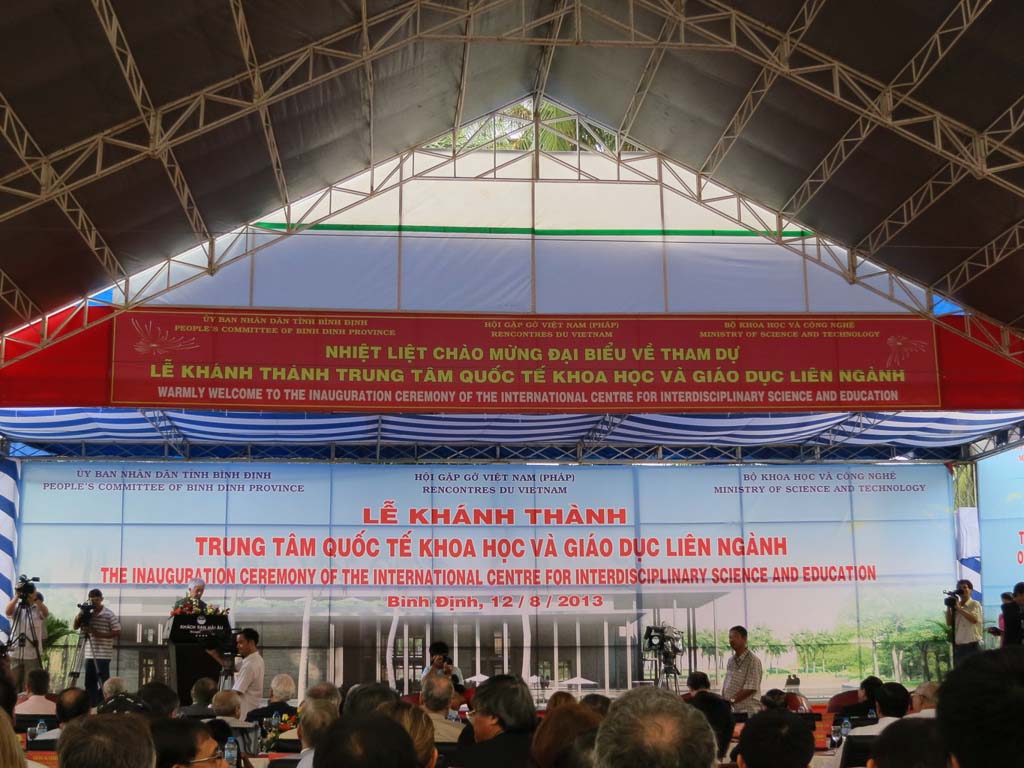 ỦY BAN NHÂN DÂN TỈNH BÌNH ĐỊNH
PEOPLE'S COMMITTEE OF BINH DINH PROVINCE
HỘI GẶP GỠ VIỆT NAM (PHÁP)
RENCONTRES DU VIETNAM
BỘ KHOA HỌC VÀ CÔNG NGHỆ
MINISTRY OF SCIENCE AND TECHNOLOGY
NHIỆT LIỆT CHÀO MỪNG ĐẠI BIỂU VỀ THAM DỰ
LỄ KHÁNH THÀNH TRUNG TÂM QUỐC TẾ KHOA HỌC VÀ GIÁO DỤC LIÊN NGÀNH
WARMLY WELCOME TO THE INAUGURATION CEREMONY OF THE INTERNATIONAL CENTRE FOR INTERDISCIPLINARY SCIENCE AND EDUCATION
ỦY BAN NHÂN DÂN TỈNH BÌNH ĐỊNH
PEOPLE'S COMMITTEE OF BINH DINH PROVINCE
HỘI GẶP GỠ VIỆT NAM (PHÁP)
RENCONTRES DU VIETNAM
BỘ KHOA HỌC VÀ CÔNG NGHỆ
MINISTRY OF SCIENCE AND TECHNOLOGY
LỄ KHÁNH THÀNH
TRUNG TÂM QUỐC TẾ KHOA HỌC VÀ GIÁO DỤC LIÊN NGÀNH
THE INAUGURATION CEREMONY OF THE INTERNATIONAL CENTRE FOR INTERDISCIPLINARY SCIENCE AND EDUCATION
Bình Định, 12/8/2013
KHÁCH SẠN HẢI ÂU